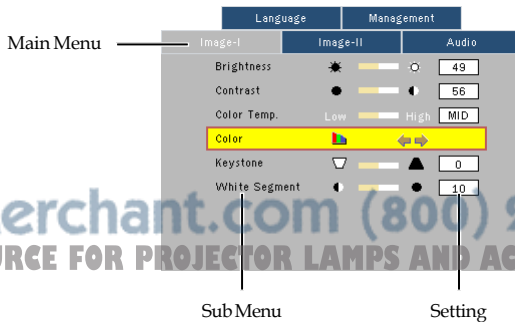 Language Management
Main Menu
Image-I Image-II Audio
Brightness 49
Contrast 56
Color Temp. Low High MID
Color
Keystone 0
White Segment 10
erchant.com (800)
URCE FOR PROJECTOR LAMPS AND AC
Sub Menu Setting